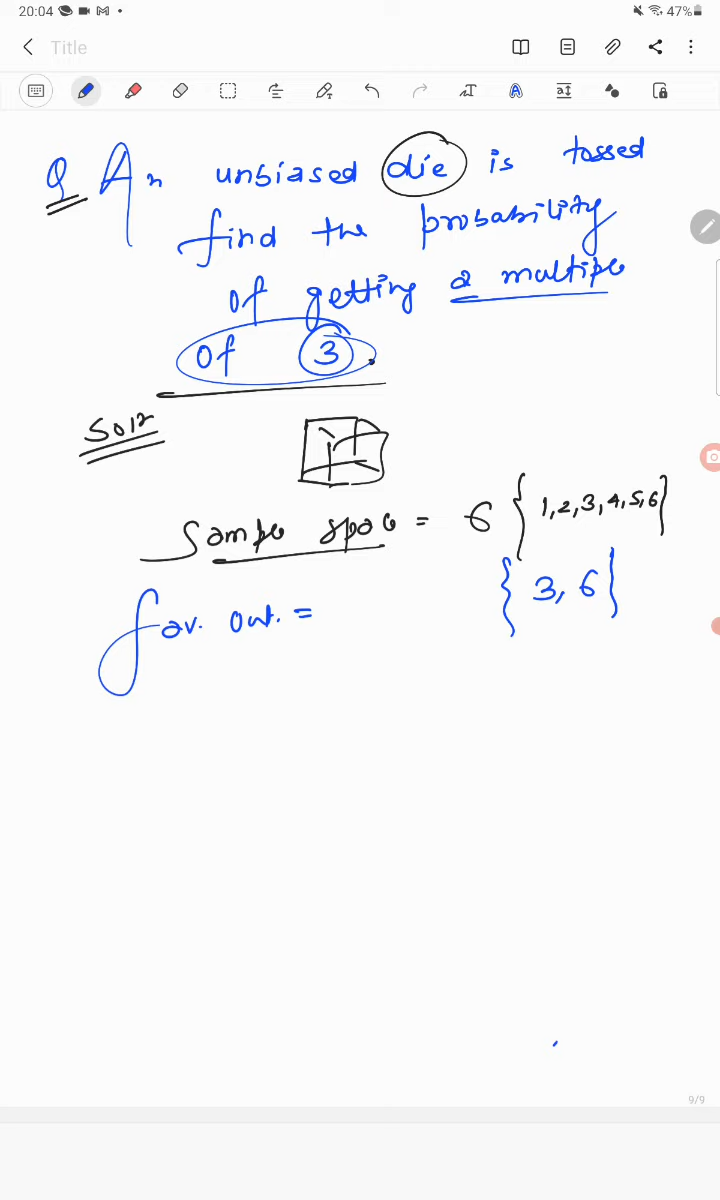 20:04
47%
Title
Q An unbiased die is tossed
find the probability
of getting a multiple
of 3.
Soln
Sample space = 6 {1,2,3,4,5,6}
fav. out. = {3, 6}
9/9